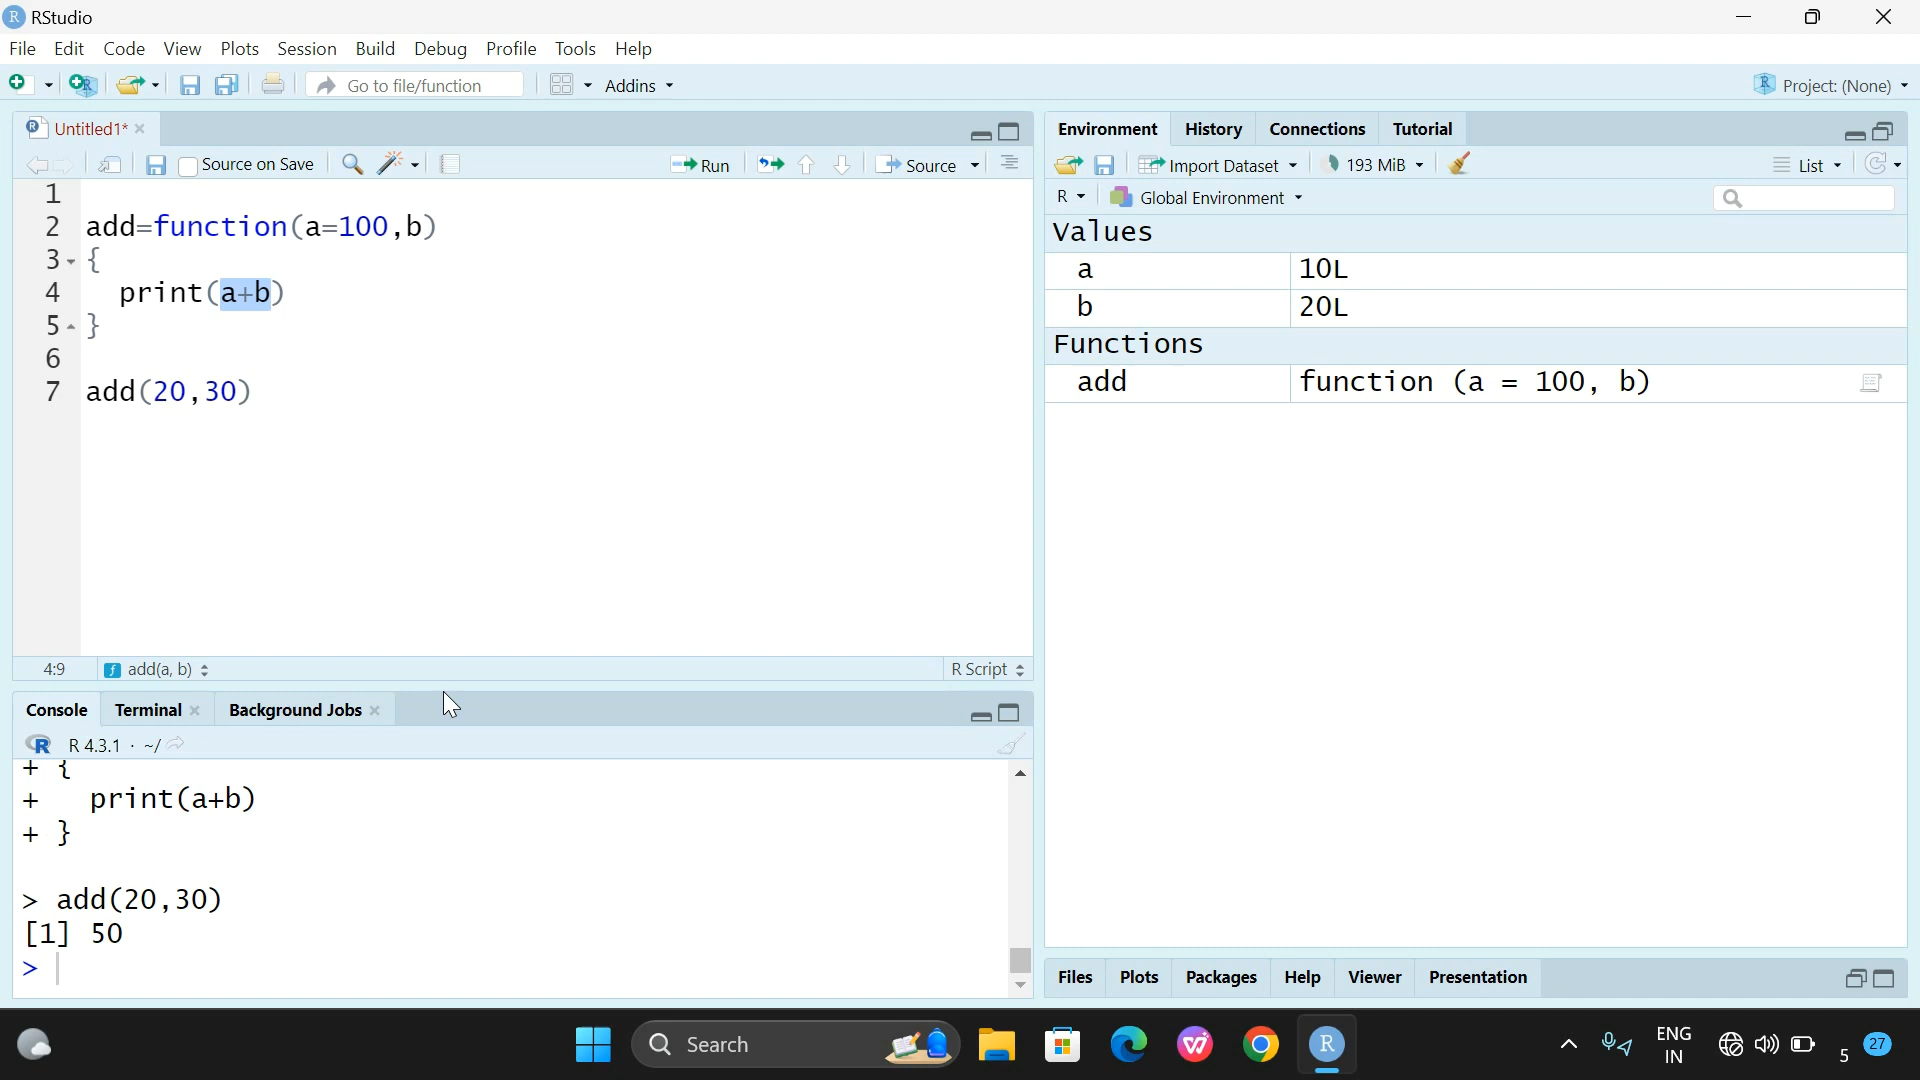 RStudio
File Edit Code View Plots Session Build Debug Profile Tools Help
Go to file/function Addins Project: (None)
Untitled1*
Source on Save Run Source
1
2 add=function(a=100,b)
3 {
4 print(a+b)
5 }
6
7 add(20,30)
4:9 add(a, b) R Script
Console Terminal Background Jobs
R 4.3.1 · ~/
+ {
+ print(a+b)
+ }
> add(20,30)
[1] 50
>
Environment History Connections Tutorial
Import Dataset 193 MiB List
R Global Environment
Values
a 10L
b 20L
Functions
add function (a = 100, b)
Files Plots Packages Help Viewer Presentation
Search
ENG
IN
5 27